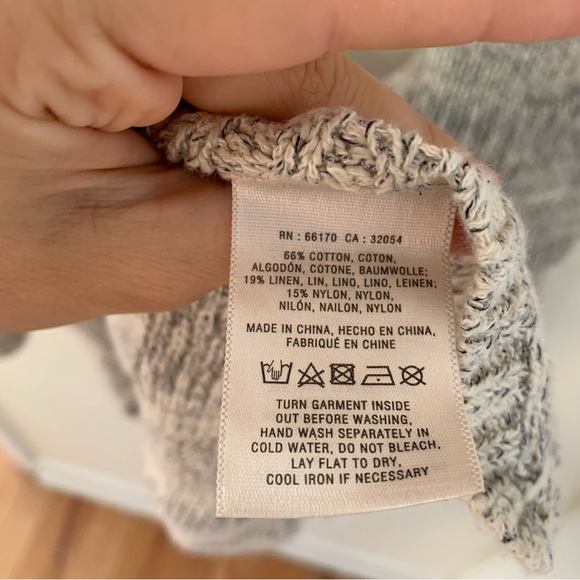 RN : 66170 CA : 32054
66% COTTON, COTON,
ALGODÓN, COTONE, BAUMWOLLE;
19% LINEN, LIN, LINO, LINO, LEINEN;
15% NYLON, NYLON,
NILÓN, NAILON, NYLON
MADE IN CHINA, HECHO EN CHINA,
FABRIQUÉ EN CHINE
TURN GARMENT INSIDE
OUT BEFORE WASHING,
HAND WASH SEPARATELY IN
COLD WATER, DO NOT BLEACH,
LAY FLAT TO DRY,
COOL IRON IF NECESSARY